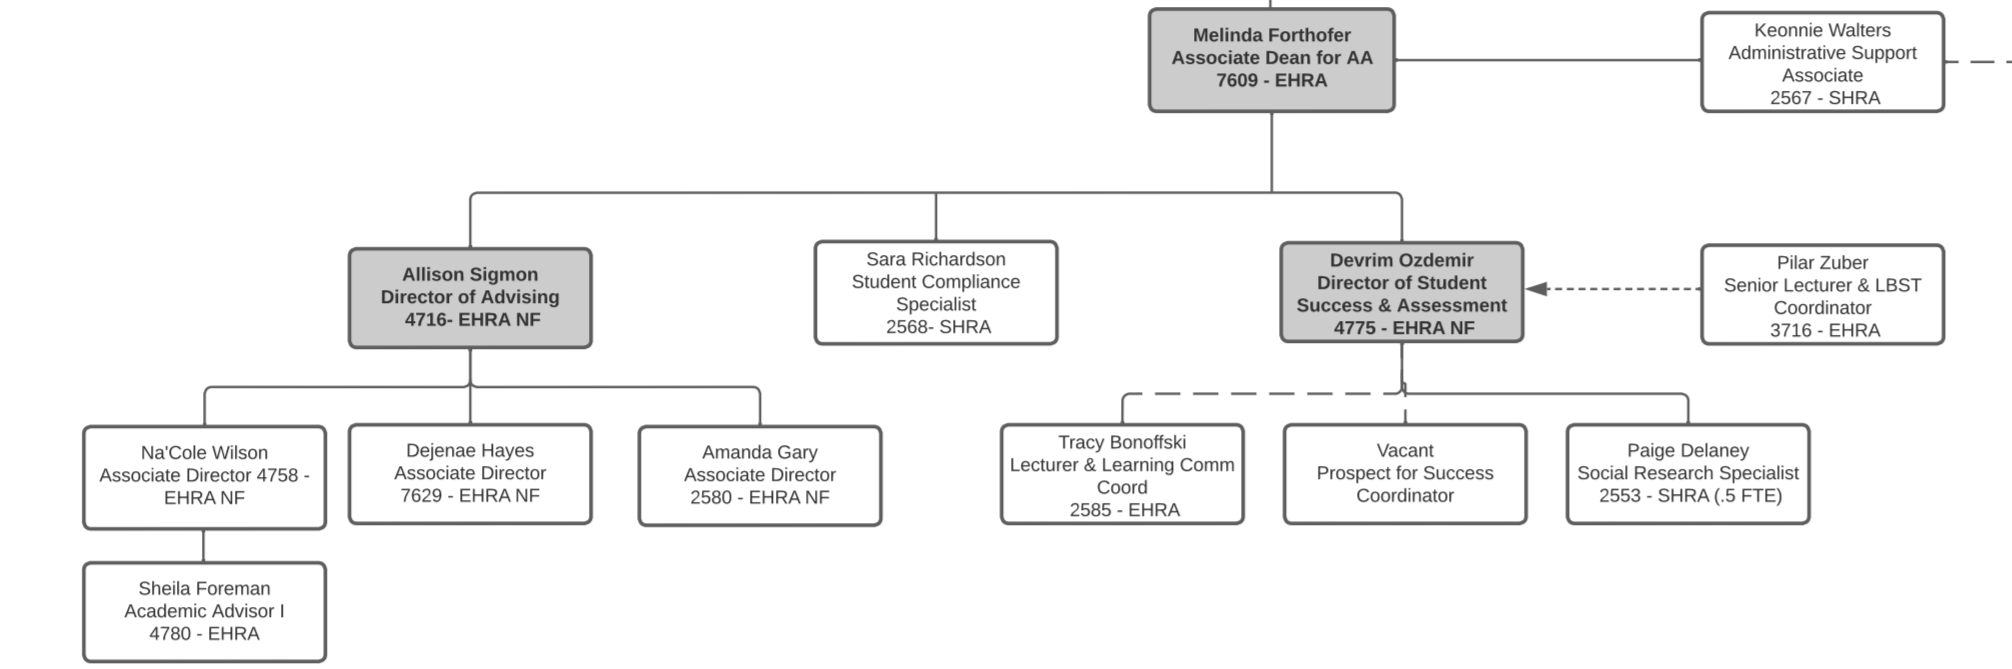 Melinda Forthofer
Associate Dean for AA
7609 - EHRA
Keonnie Walters
Administrative Support
Associate
2567 - SHRA
Allison Sigmon
Director of Advising
4716- EHRA NF
Sara Richardson
Student Compliance
Specialist
2568- SHRA
Devrim Ozdemir
Director of Student
Success & Assessment
4775 - EHRA NF
Pilar Zuber
Senior Lecturer & LBST
Coordinator
3716 - EHRA
Na'Cole Wilson
Associate Director 4758 -
EHRA NF
Dejenae Hayes
Associate Director
7629 - EHRA NF
Amanda Gary
Associate Director
2580 - EHRA NF
Tracy Bonoffski
Lecturer & Learning Comm
Coord
2585 - EHRA
Vacant
Prospect for Success
Coordinator
Paige Delaney
Social Research Specialist
2553 - SHRA (.5 FTE)
Sheila Foreman
Academic Advisor I
4780 - EHRA